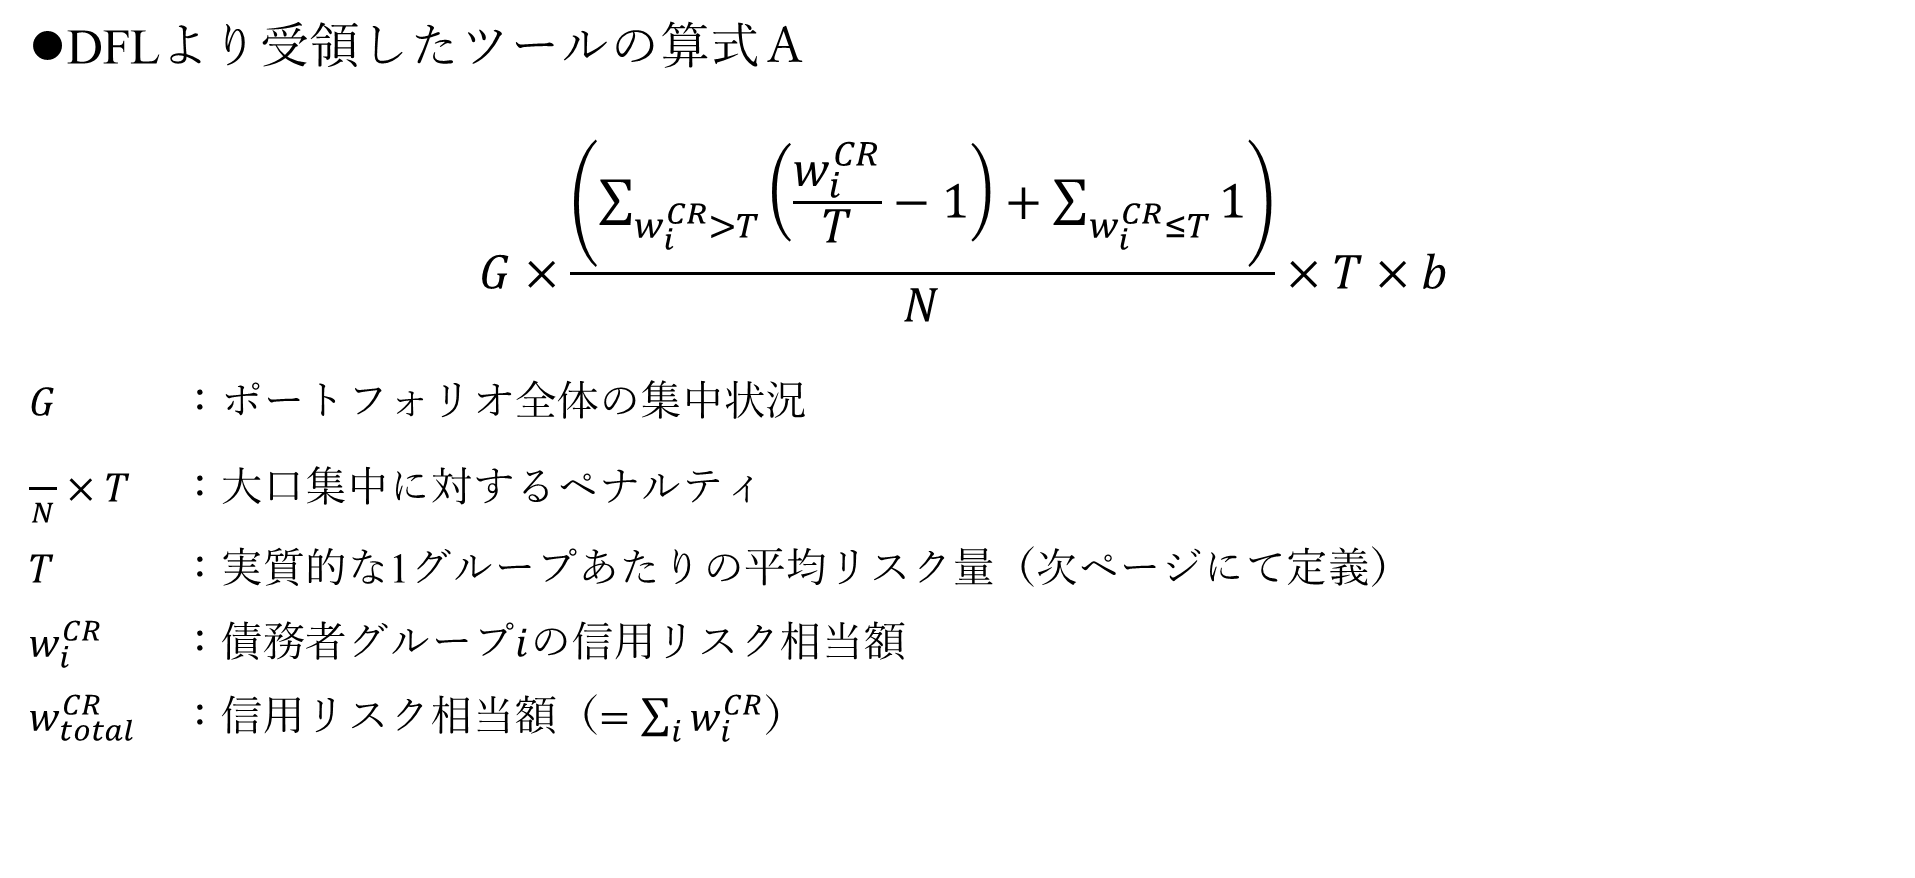 ●DFLより受領したツールの算式A
G × (∑_{w_i^{CR}>T} (w_i^{CR}/T − 1) + ∑_{w_i^{CR}≤T} 1) / N × T × b
G ：ポートフォリオ全体の集中状況
─/N × T ：大口集中に対するペナルティ
T ：実質的な1グループあたりの平均リスク量（次ページにて定義）
w_i^{CR} ：債務者グループiの信用リスク相当額
w_{total}^{CR} ：信用リスク相当額（= ∑_i w_i^{CR}）